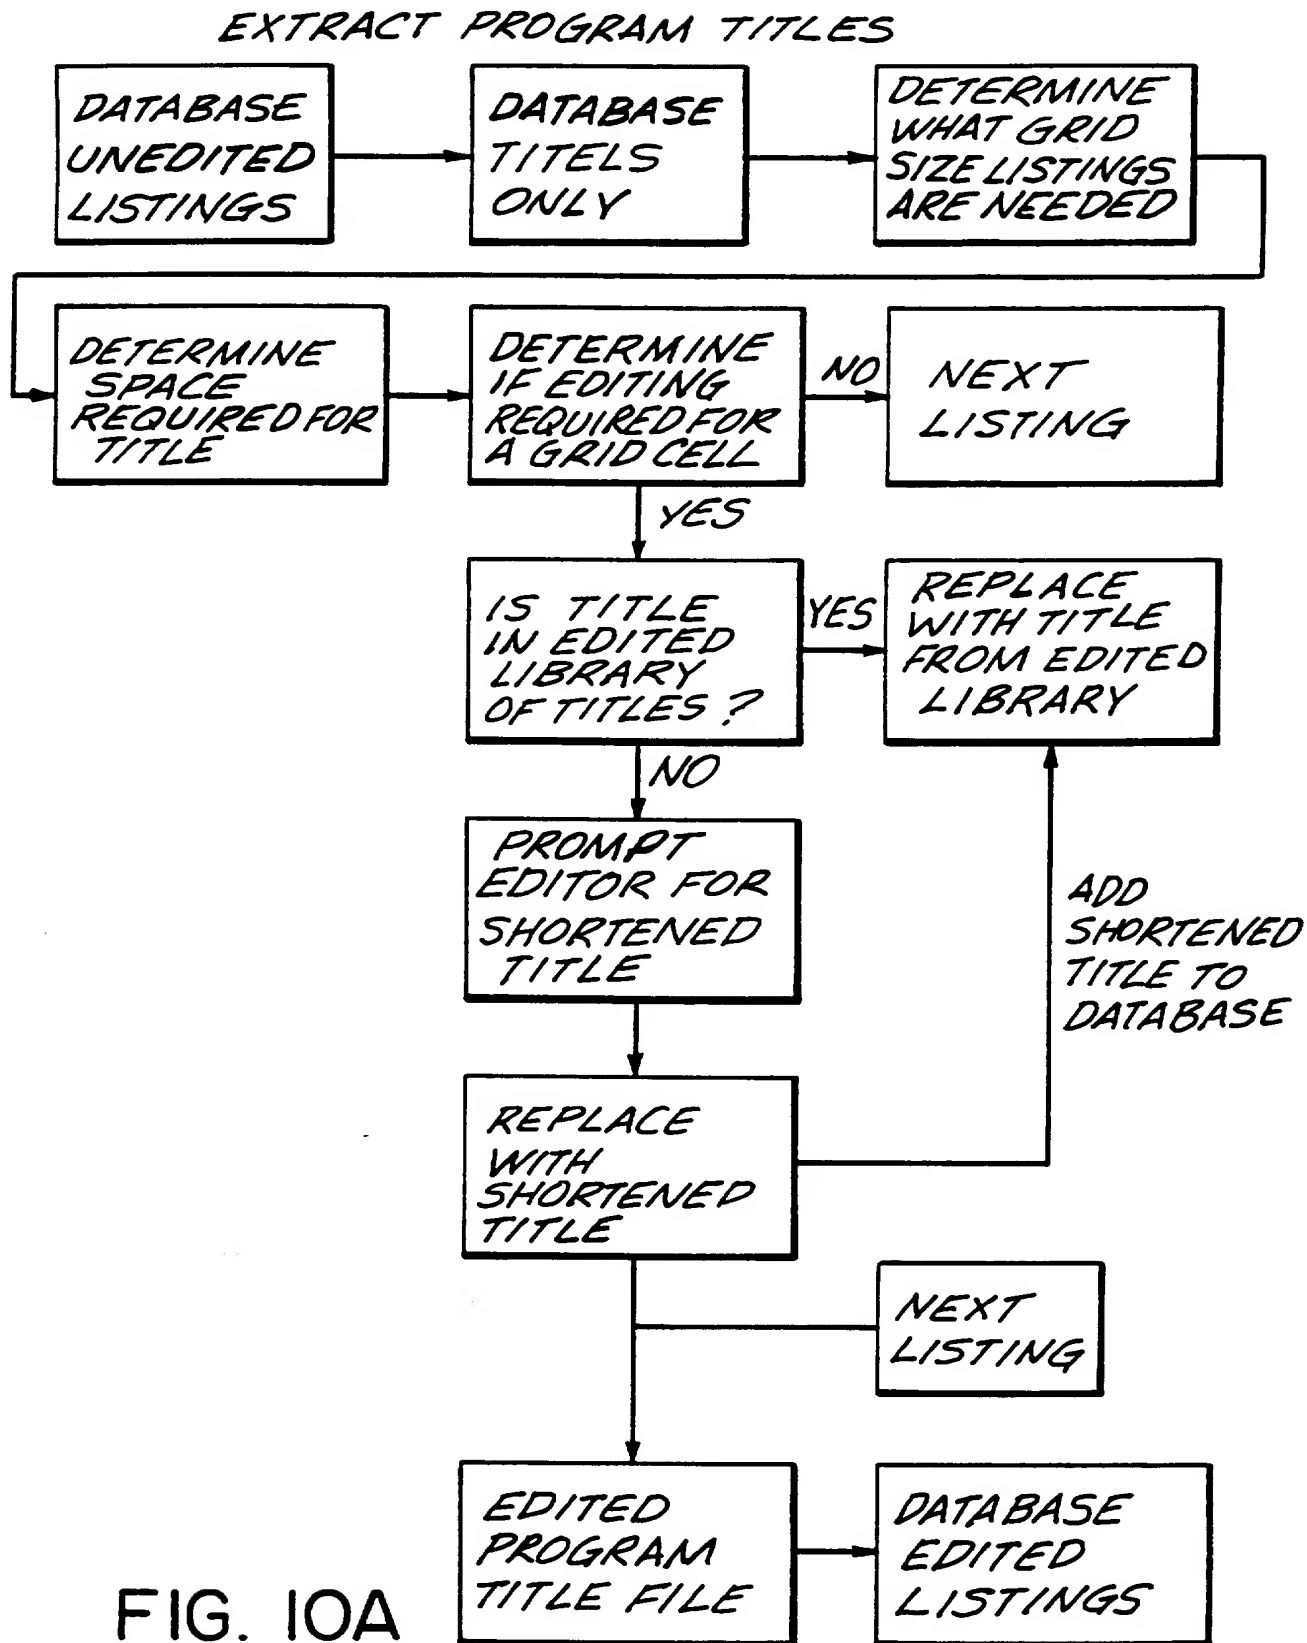 EXTRACT PROGRAM TITLES
DATABASE
UNEDITED
LISTINGS
DATABASE
TITELS
ONLY
DETERMINE
WHAT GRID
SIZE LISTINGS
ARE NEEDED
DETERMINE
SPACE
REQUIRED FOR
TITLE
DETERMINE
IF EDITING
REQUIRED FOR
A GRID CELL
NO
NEXT
LISTING
YES
IS TITLE
IN EDITED
LIBRARY
OF TITLES?
YES
REPLACE
WITH TITLE
FROM EDITED
LIBRARY
NO
PROMPT
EDITOR FOR
SHORTENED
TITLE
ADD
SHORTENED
TITLE TO
DATABASE
REPLACE
WITH
SHORTENED
TITLE
NEXT
LISTING
EDITED
PROGRAM
TITLE FILE
DATABASE
EDITED
LISTINGS
FIG. 10A